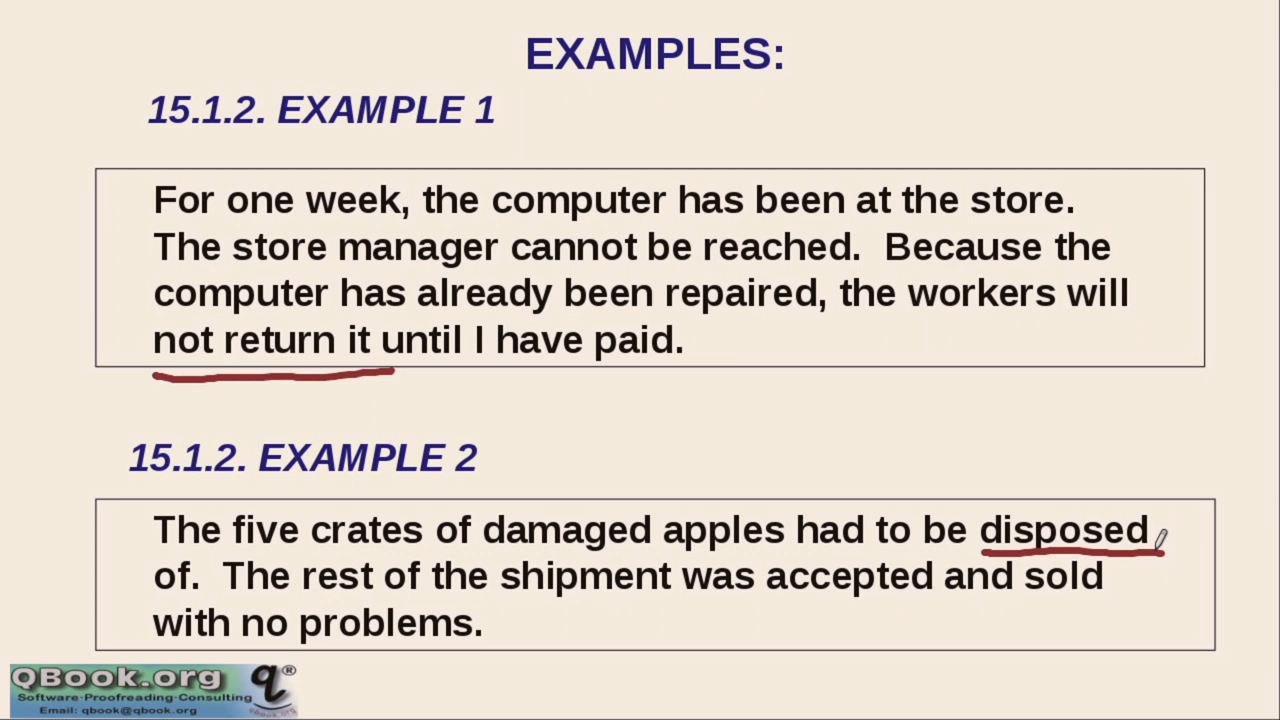 EXAMPLES:
15.1.2. EXAMPLE 1
For one week, the computer has been at the store.
The store manager cannot be reached.  Because the
computer has already been repaired, the workers will
not return it until I have paid.
15.1.2. EXAMPLE 2
The five crates of damaged apples had to be disposed
of.  The rest of the shipment was accepted and sold
with no problems.
QBook.org q®
Software-Proofreading-Consulting
Email: qbook@qbook.org
qbook.org